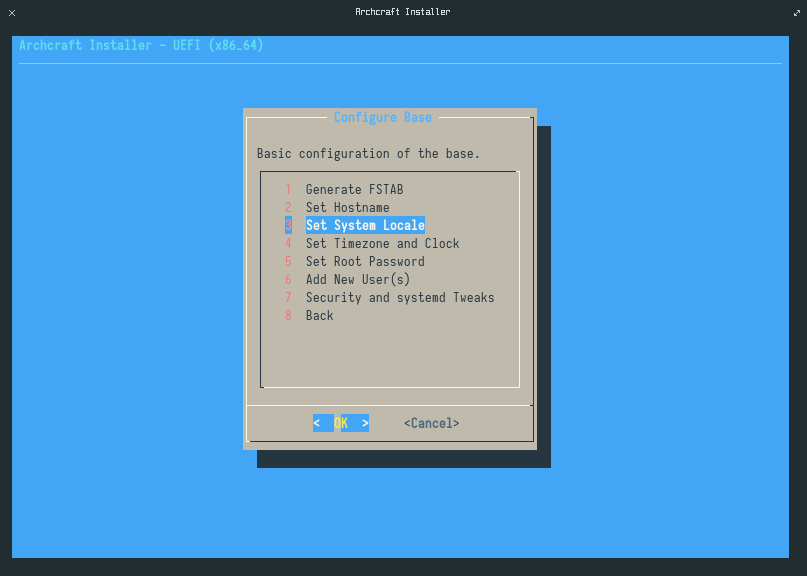 Archcraft Installer
Archcraft Installer - UEFI (x86_64)
Configure Base
Basic configuration of the base.
1 Generate FSTAB
2 Set Hostname
3 Set System Locale
4 Set Timezone and Clock
5 Set Root Password
6 Add New User(s)
7 Security and systemd Tweaks
8 Back
< OK > <Cancel>